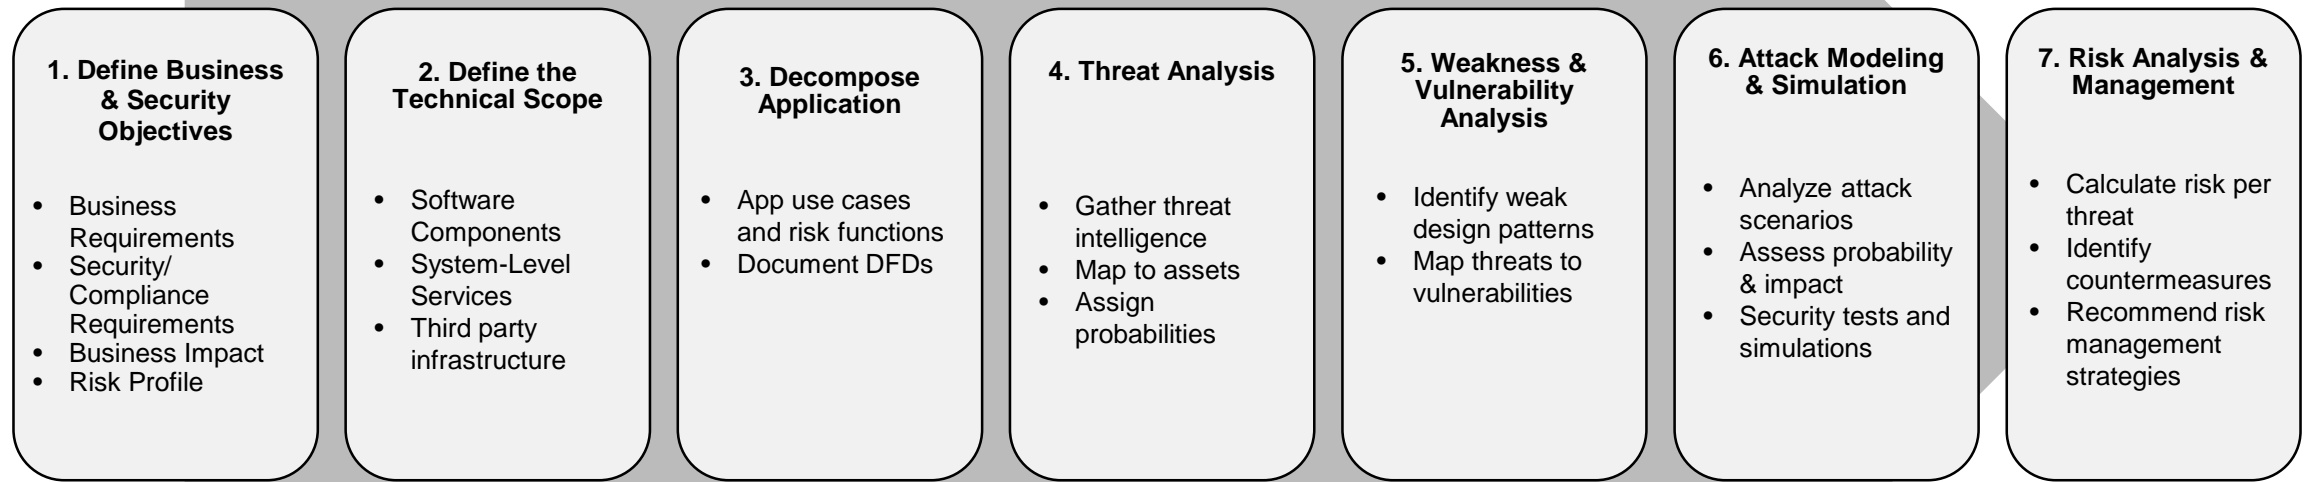 1. Define Business
& Security
Objectives
• Business
Requirements
• Security/
Compliance
Requirements
• Business Impact
• Risk Profile
2. Define the
Technical Scope
• Software
Components
• System-Level
Services
• Third party
infrastructure
3. Decompose
Application
• App use cases
and risk functions
• Document DFDs
4. Threat Analysis
• Gather threat
intelligence
• Map to assets
• Assign
probabilities
5. Weakness &
Vulnerability
Analysis
• Identify weak
design patterns
• Map threats to
vulnerabilities
6. Attack Modeling
& Simulation
• Analyze attack
scenarios
• Assess probability
& impact
• Security tests and
simulations
7. Risk Analysis &
Management
• Calculate risk per
threat
• Identify
countermeasures
• Recommend risk
management
strategies